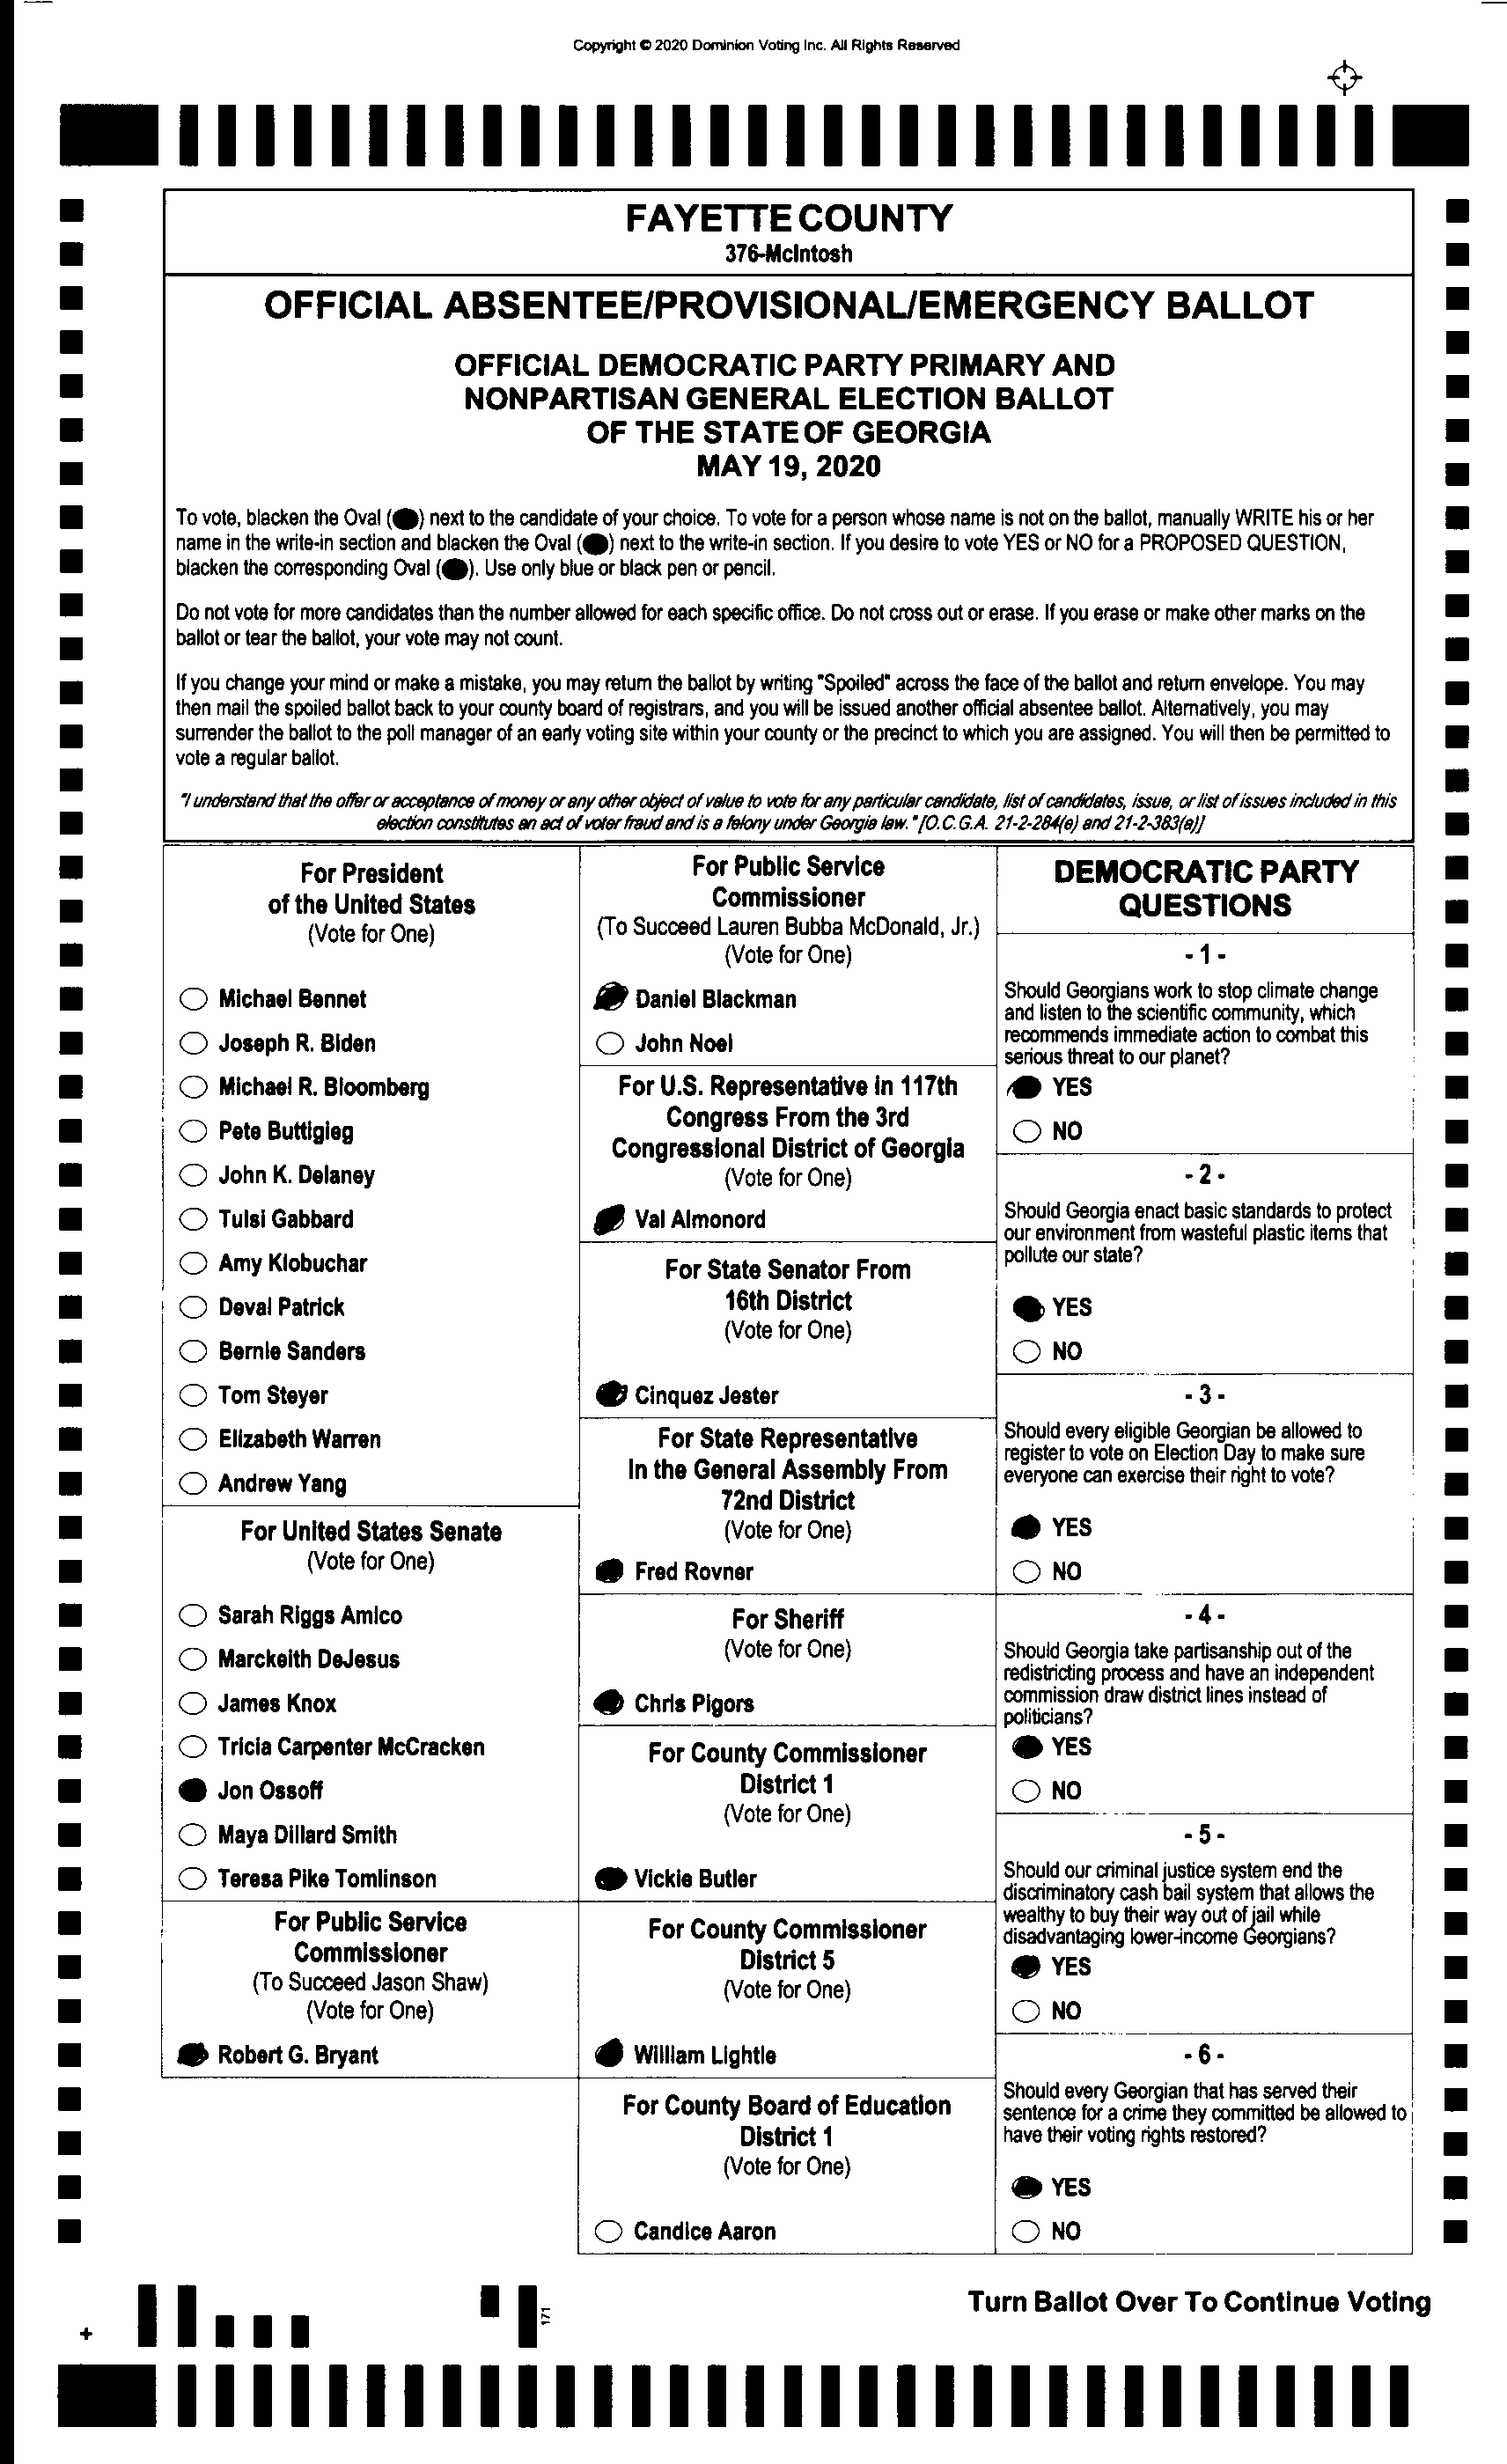 Copyright © 2020 Dominion Voting Inc. All Rights Reserved
FAYETTE COUNTY
376-McIntosh
OFFICIAL ABSENTEE/PROVISIONAL/EMERGENCY BALLOT
OFFICIAL DEMOCRATIC PARTY PRIMARY AND
NONPARTISAN GENERAL ELECTION BALLOT
OF THE STATE OF GEORGIA
MAY 19, 2020
To vote, blacken the Oval (●) next to the candidate of your choice. To vote for a person whose name is not on the ballot, manually WRITE his or her
name in the write-in section and blacken the Oval (●) next to the write-in section. If you desire to vote YES or NO for a PROPOSED QUESTION,
blacken the corresponding Oval (●). Use only blue or black pen or pencil.
Do not vote for more candidates than the number allowed for each specific office. Do not cross out or erase. If you erase or make other marks on the
ballot or tear the ballot, your vote may not count.
If you change your mind or make a mistake, you may return the ballot by writing "Spoiled" across the face of the ballot and return envelope. You may
then mail the spoiled ballot back to your county board of registrars, and you will be issued another official absentee ballot. Alternatively, you may
surrender the ballot to the poll manager of an early voting site within your county or the precinct to which you are assigned. You will then be permitted to
vote a regular ballot.
"I understand that the offer or acceptance of money or any other object of value to vote for any particular candidate, list of candidates, issue, or list of issues included in this
election constitutes an act of voter fraud and is a felony under Georgia law." [O.C.G.A. 21-2-284(e) and 21-2-383(a)]
For President
of the United States
(Vote for One)
Michael Bennet
Joseph R. Biden
Michael R. Bloomberg
Pete Buttigieg
John K. Delaney
Tulsi Gabbard
Amy Klobuchar
Deval Patrick
Bernie Sanders
Tom Steyer
Elizabeth Warren
Andrew Yang
For United States Senate
(Vote for One)
Sarah Riggs Amico
Marckeith DeJesus
James Knox
Tricia Carpenter McCracken
Jon Ossoff
Maya Dillard Smith
Teresa Pike Tomlinson
For Public Service
Commissioner
(To Succeed Jason Shaw)
(Vote for One)
Robert G. Bryant
For Public Service
Commissioner
(To Succeed Lauren Bubba McDonald, Jr.)
(Vote for One)
Daniel Blackman
John Noel
For U.S. Representative in 117th
Congress From the 3rd
Congressional District of Georgia
(Vote for One)
Val Almonord
For State Senator From
16th District
(Vote for One)
Cinquez Jester
For State Representative
In the General Assembly From
72nd District
(Vote for One)
Fred Rovner
For Sheriff
(Vote for One)
Chris Pigors
For County Commissioner
District 1
(Vote for One)
Vickie Butler
For County Commissioner
District 5
(Vote for One)
William Lightle
For County Board of Education
District 1
(Vote for One)
Candice Aaron
DEMOCRATIC PARTY
QUESTIONS
- 1 -
Should Georgians work to stop climate change
and listen to the scientific community, which
recommends immediate action to combat this
serious threat to our planet?
YES
NO
- 2 -
Should Georgia enact basic standards to protect
our environment from wasteful plastic items that
pollute our state?
YES
NO
- 3 -
Should every eligible Georgian be allowed to
register to vote on Election Day to make sure
everyone can exercise their right to vote?
YES
NO
- 4 -
Should Georgia take partisanship out of the
redistricting process and have an independent
commission draw district lines instead of
politicians?
YES
NO
- 5 -
Should our criminal justice system end the
discriminatory cash bail system that allows the
wealthy to buy their way out of jail while
disadvantaging lower-income Georgians?
YES
NO
- 6 -
Should every Georgian that has served their
sentence for a crime they committed be allowed to
have their voting rights restored?
YES
NO
171
Turn Ballot Over To Continue Voting